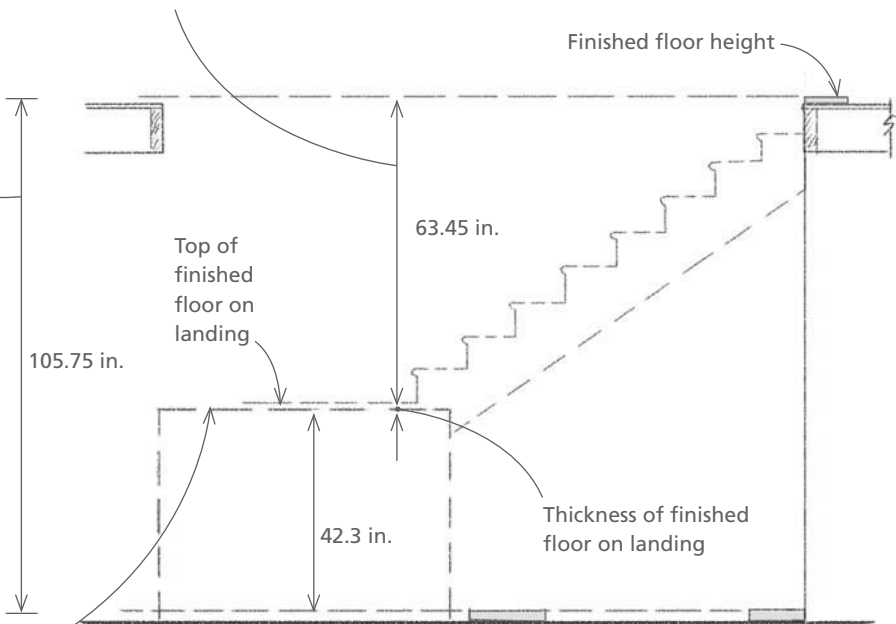 Finished floor height
63.45 in.
Top of
finished
floor on
landing
105.75 in.
42.3 in.
Thickness of finished
floor on landing